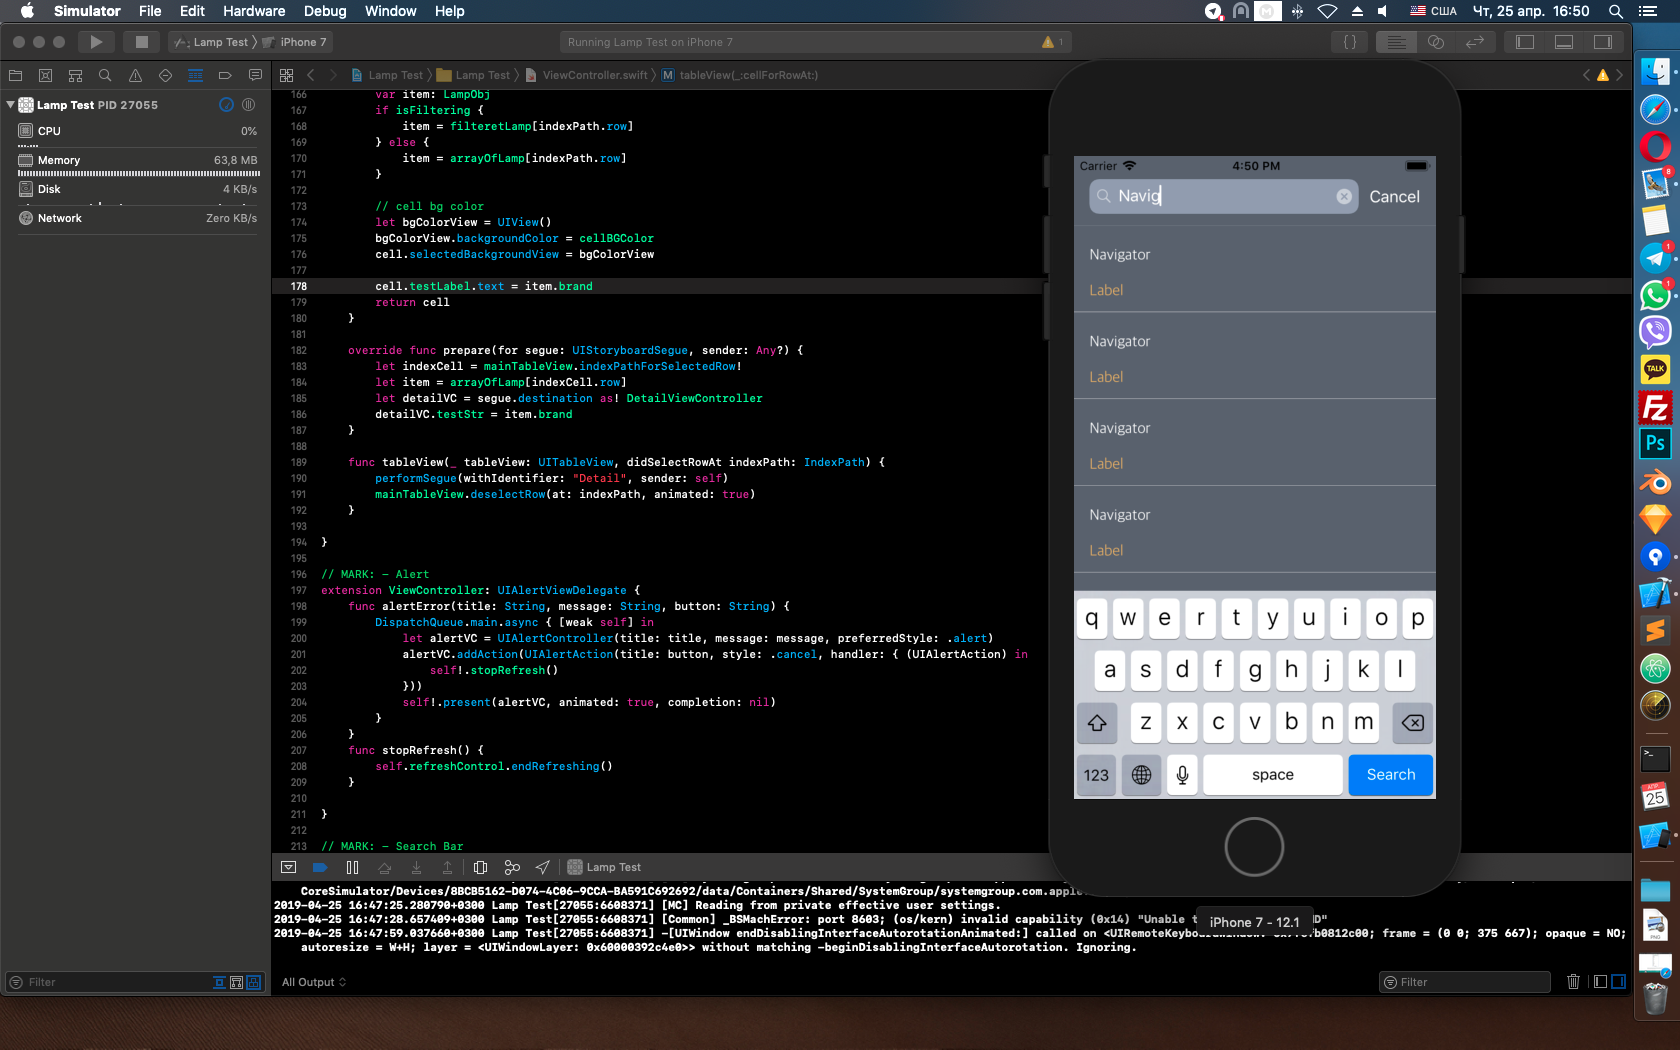 Simulator File Edit Hardware Debug Window Help США Чт, 25 апр. 16:50
Lamp Test iPhone 7 Running Lamp Test on iPhone 7 1
Lamp Test Lamp Test ViewController.swift M tableView(_:cellForRowAt:)
Lamp Test PID 27055
CPU 0%
Memory 63,8 MB
Disk 4 KB/s
Network Zero KB/s
Filter
166 var item: LampObj
167 if isFiltering {
168 item = filteretLamp[indexPath.row]
169 } else {
170 item = arrayOfLamp[indexPath.row]
171 }
172
173 // cell bg color
174 let bgColorView = UIView()
175 bgColorView.backgroundColor = cellBGColor
176 cell.selectedBackgroundView = bgColorView
177
178 cell.testLabel.text = item.brand
179 return cell
180 }
181
182 override func prepare(for segue: UIStoryboardSegue, sender: Any?) {
183 let indexCell = mainTableView.indexPathForSelectedRow!
184 let item = arrayOfLamp[indexCell.row]
185 let detailVC = segue.destination as! DetailViewController
186 detailVC.testStr = item.brand
187 }
188
189 func tableView(_ tableView: UITableView, didSelectRowAt indexPath: IndexPath) {
190 performSegue(withIdentifier: "Detail", sender: self)
191 mainTableView.deselectRow(at: indexPath, animated: true)
192 }
193
194 }
195
196 // MARK: - Alert
197 extension ViewController: UIAlertViewDelegate {
198 func alertError(title: String, message: String, button: String) {
199 DispatchQueue.main.async { [weak self] in
200 let alertVC = UIAlertController(title: title, message: message, preferredStyle: .alert)
201 alertVC.addAction(UIAlertAction(title: button, style: .cancel, handler: { (UIAlertAction) in
202 self!.stopRefresh()
203 }))
204 self!.present(alertVC, animated: true, completion: nil)
205 }
206 }
207 func stopRefresh() {
208 self.refreshControl.endRefreshing()
209 }
210
211 }
212
213 // MARK: - Search Bar
Lamp Test
CoreSimulator/Devices/8BCB5162-D074-4C06-9CCA-BA591C692692/data/Containers/Shared/SystemGroup/systemgroup.com.apple
2019-04-25 16:47:25.280790+0300 Lamp Test[27055:6608371] [MC] Reading from private effective user settings.
2019-04-25 16:47:28.657409+0300 Lamp Test[27055:6608371] [Common] _BSMachError: port 8603; (os/kern) invalid capability (0x14) "Unable
2019-04-25 16:47:59.037660+0300 Lamp Test[27055:6608371] -[UIWindow endDisablingInterfaceAutorotationAnimated:] called on <UIRemoteKeyboardWindow: frame = (0 0; 375 667); opaque = NO;
autoresize = W+H; layer = <UIWindowLayer: 0x60000392c4e0>> without matching -beginDisablingInterfaceAutorotation. Ignoring.
All Output
Filter
Carrier 4:50 PM
Navig Cancel
Navigator
Label
Navigator
Label
Navigator
Label
Navigator
Label
q w e r t y u i o p
a s d f g h j k l
z x c v b n m
123 space Search
iPhone 7 - 12.1
8
1
1
TALK
Fz
Ps
25
PNG